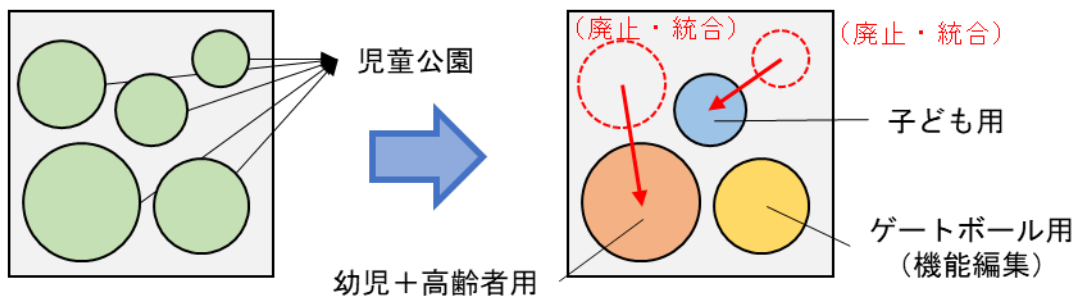 児童公園
（廃止・統合）
（廃止・統合）
子ども用
ゲートボール用
（機能編集）
幼児＋高齢者用